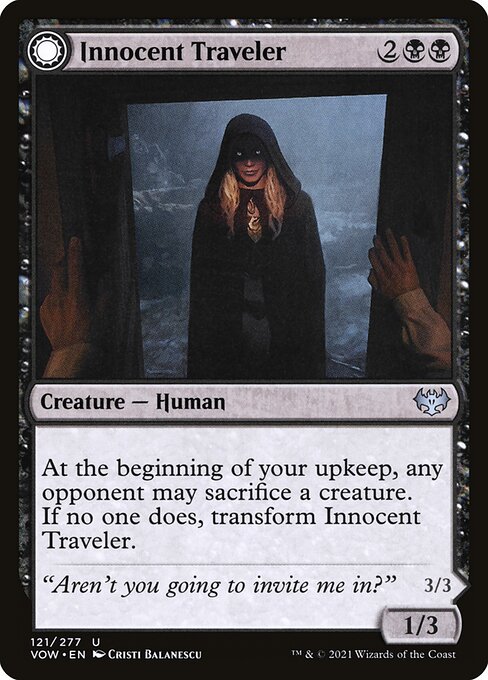 Innocent Traveler 2
Creature — Human
At the beginning of your upkeep, any
opponent may sacrifice a creature.
If no one does, transform Innocent
Traveler.
“Aren’t you going to invite me in?” 3/3
1/3
121/277 U
VOW • EN Cristi Balanescu
™ & © 2021 Wizards of the Coast